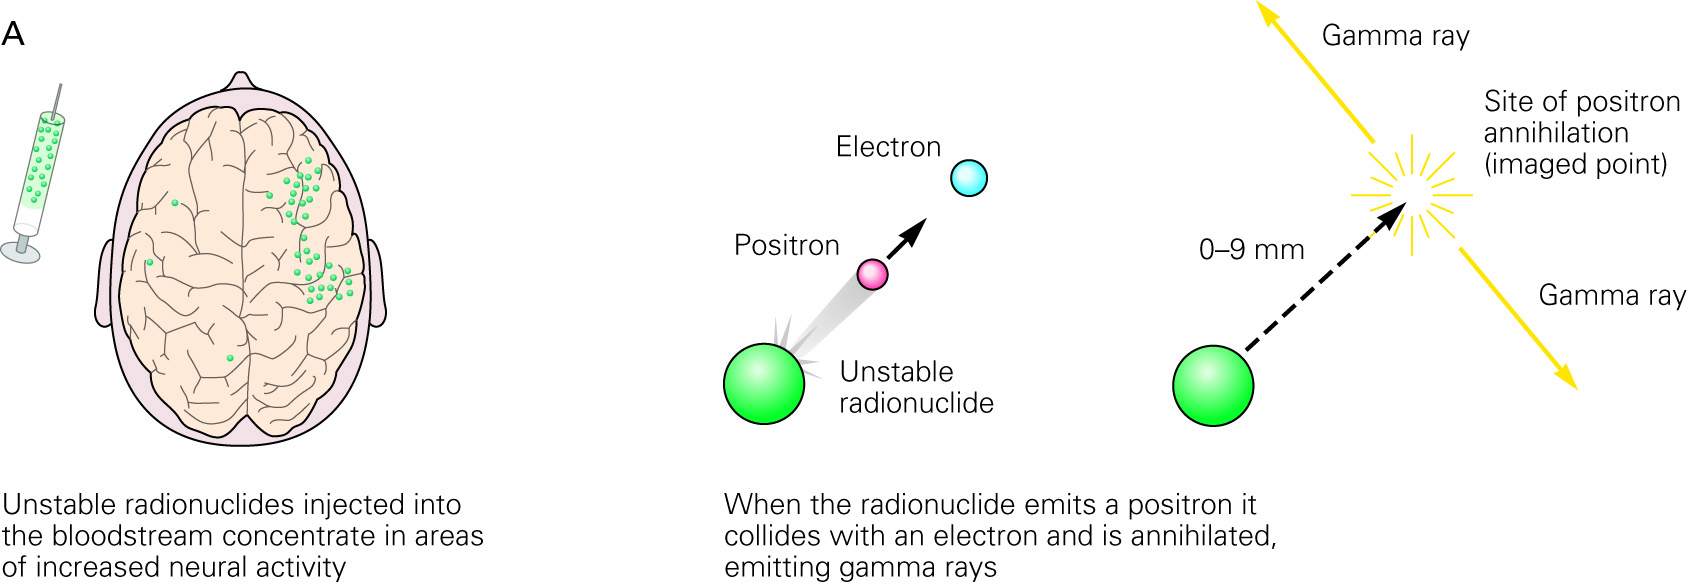 A
Unstable radionuclides injected into
the bloodstream concentrate in areas
of increased neural activity
Electron
Positron
Unstable
radionuclide
When the radionuclide emits a positron it
collides with an electron and is annihilated,
emitting gamma rays
Gamma ray
Site of positron
annihilation
(imaged point)
0–9 mm
Gamma ray